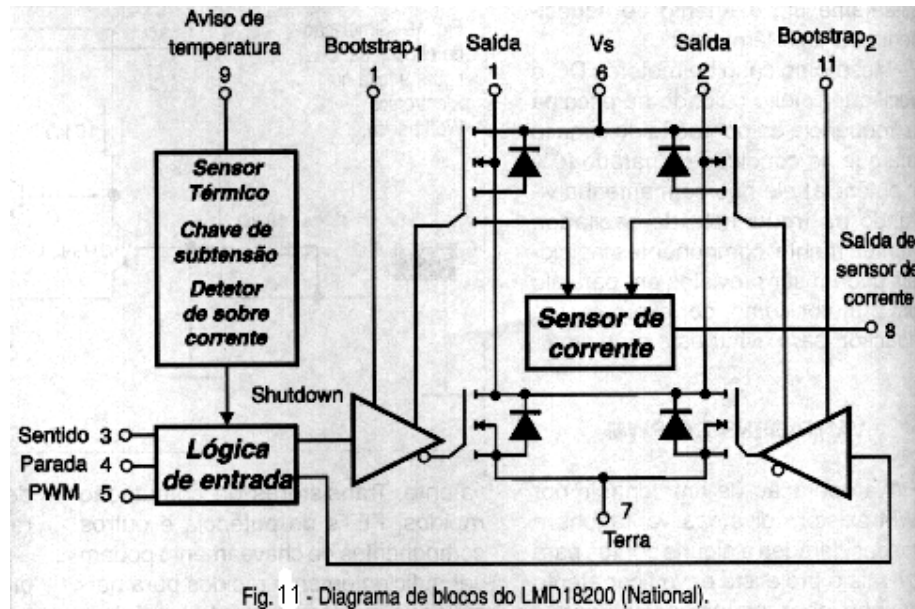 Aviso de
temperatura
9
Bootstrap1
1
Saída
1
Vs
6
Saída
2
Bootstrap2
11
Sensor
Térmico
Chave de
subtensão
Detetor
de sobre
corrente
Saída de
sensor de
corrente
8
Sensor de
corrente
Shutdown
Sentido 3
Parada 4
PWM 5
Lógica
de entrada
7
Terra
Fig. 11 - Diagrama de blocos do LMD18200 (National).